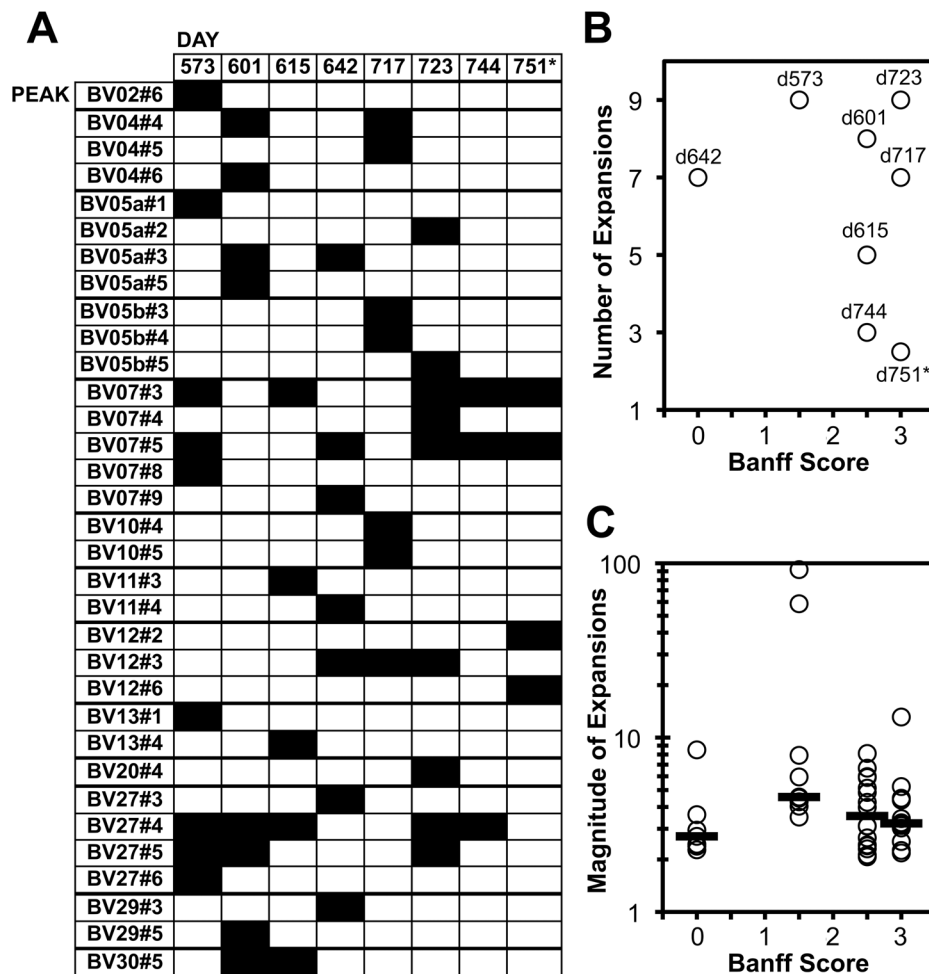 A
DAY
573 601 615 642 717 723 744 751*
PEAK BV02#6
BV04#4
BV04#5
BV04#6
BV05a#1
BV05a#2
BV05a#3
BV05a#5
BV05b#3
BV05b#4
BV05b#5
BV07#3
BV07#4
BV07#5
BV07#8
BV07#9
BV10#4
BV10#5
BV11#3
BV11#4
BV12#2
BV12#3
BV12#6
BV13#1
BV13#4
BV20#4
BV27#3
BV27#4
BV27#5
BV27#6
BV29#3
BV29#5
BV30#5
B
Number of Expansions
9
7
5
3
1
d573
d723
d601
d642
d717
d615
d744
d751*
0 1 2 3
Banff Score
C
Magnitude of Expansions
100
10
1
0 1 2 3
Banff Score